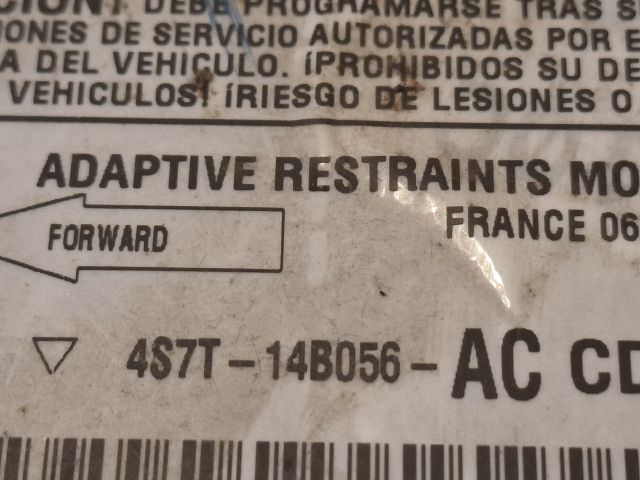 DEBE PROGRAMARSE TRAS S
IONES DE SERVICIO AUTORIZADAS POR E
A DEL VEHICULO. ¡PROHIBIDOS SU DE
VEHICULOS! ¡RIESGO DE LESIONES O
ADAPTIVE RESTRAINTS MO
FRANCE 06
FORWARD
4S7T-14B056-AC CD